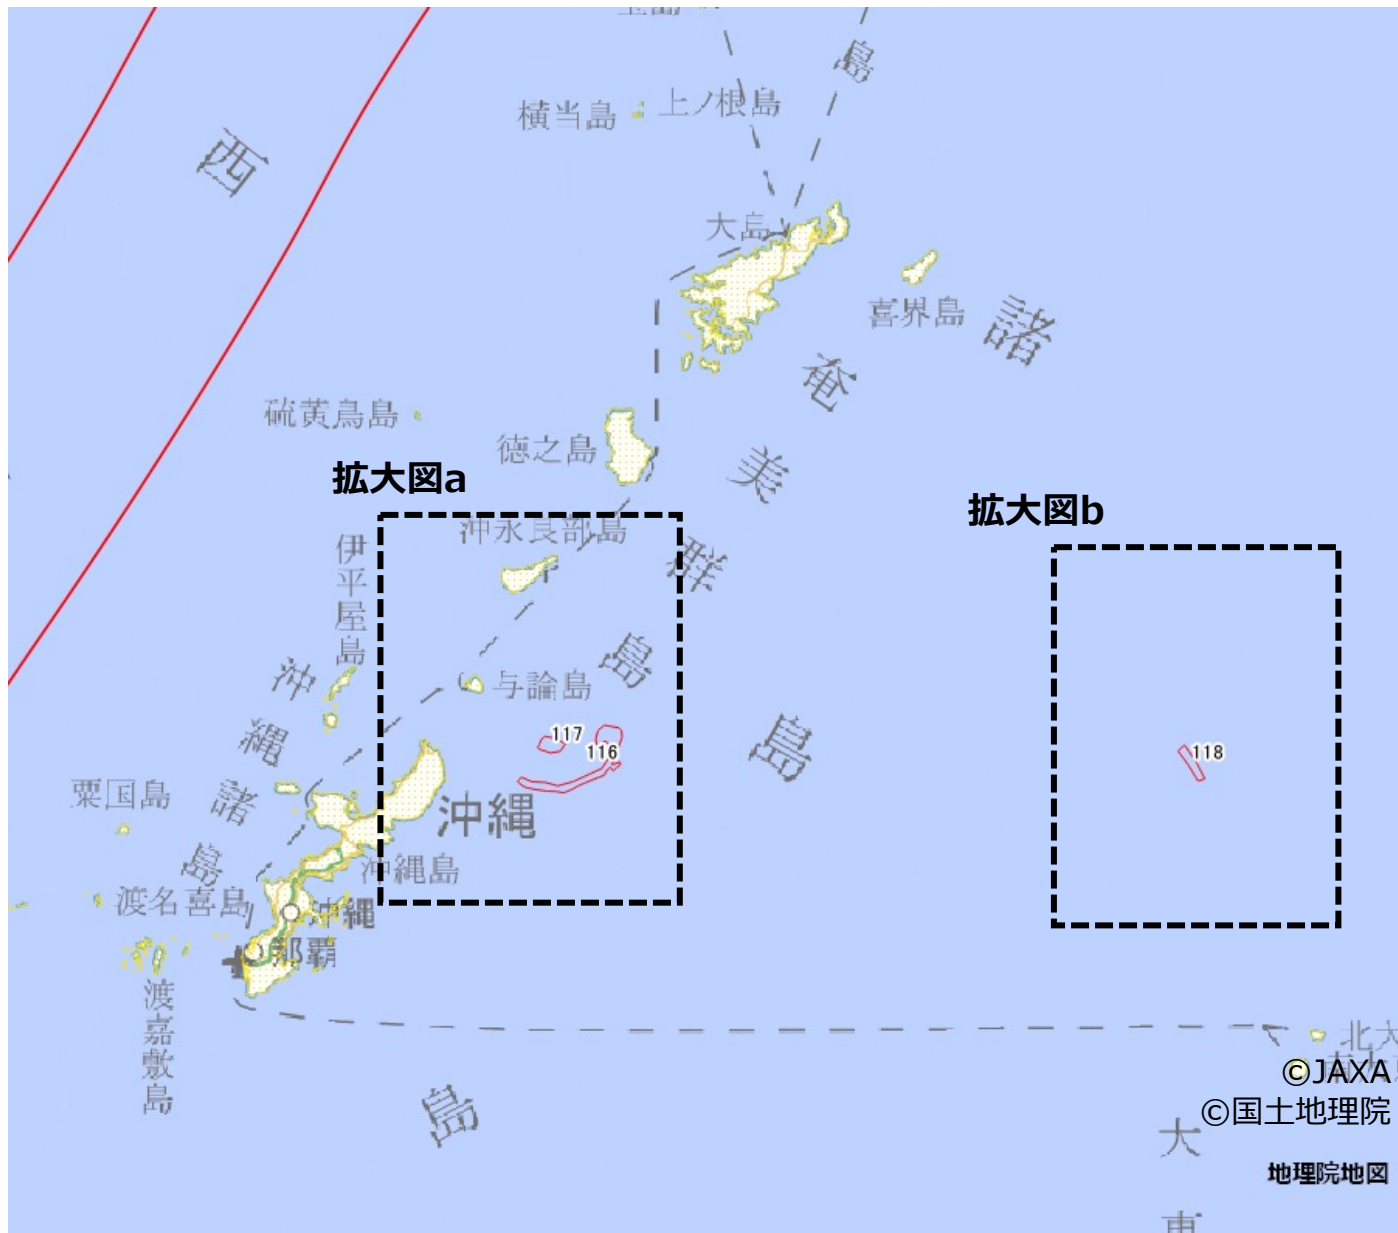 島
横当島
上ノ根島
西
大島
喜界島
諸
奄
硫黄鳥島
徳之島
美
拡大図a
拡大図b
沖永良部島
伊平屋島
群
島
沖
与論島
縄
117
116
118
島
粟国島
諸
沖縄
島
沖縄島
渡名喜島
沖縄
那覇
渡嘉敷島
北大
©JAXA
©国土地理院
島
大
地理院地図
東